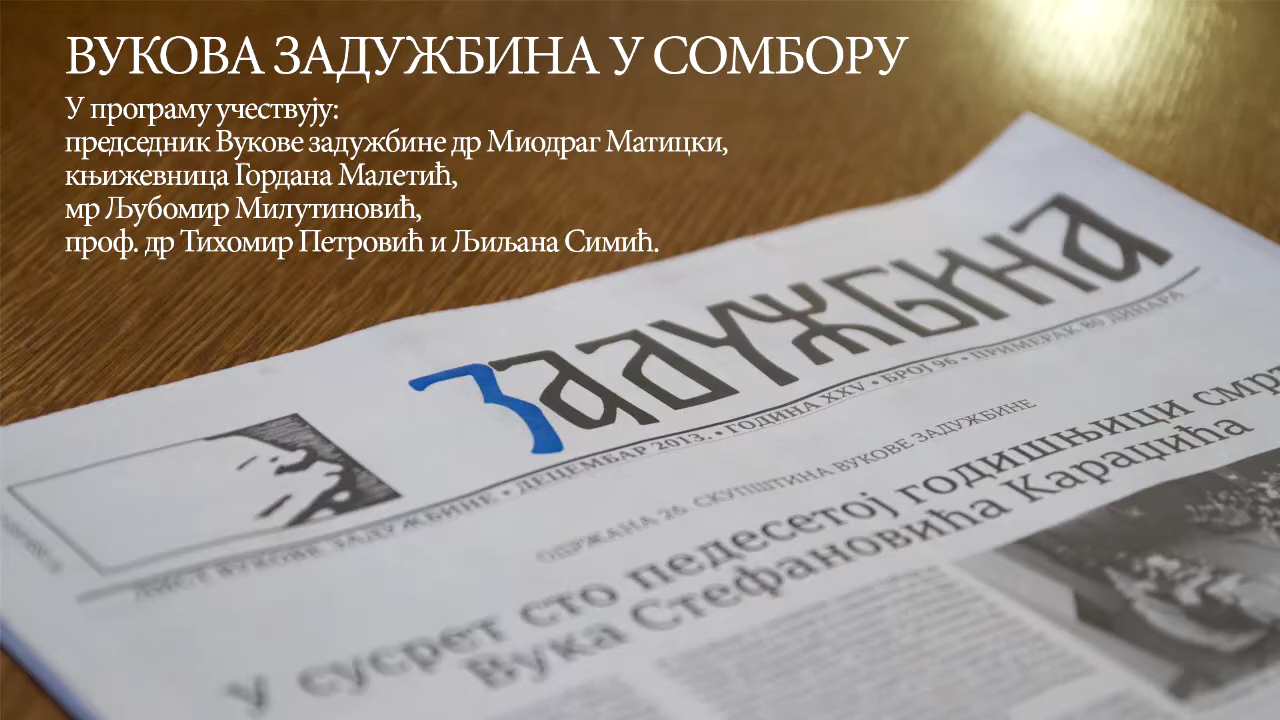 ВУКОВА ЗАДУЖБИНА У СОМБОРУ
У програму учествују:
председник Вукове задужбине др Миодраг Матицки,
књижевница Гордана Малетић,
мр Љубомир Милутиновић,
проф. др Тихомир Петровић и Љиљана Симић.
ЗАДУЖБИНА
ЛИСТ ВУКОВЕ ЗАДУЖБИНЕ • ДЕЦЕМБАР 2013. • ГОДИНА XXV • БРОЈ 96 • ПРИМЕРАК 80 ДИНАРА
ОДРЖАНА 26. СКУПШТИНА ВУКОВЕ ЗАДУЖБИНЕ
У сусрет сто педесетој годишњици смрт
Вука Стефановића Караџића